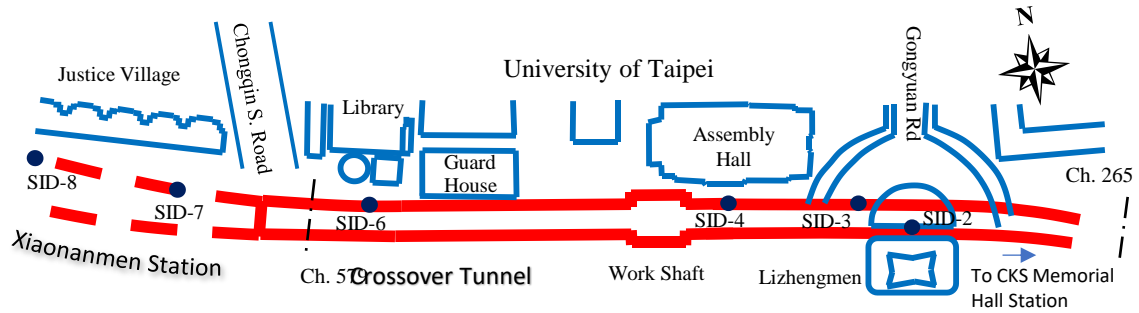 N
Justice Village
Chongqin S. Road
University of Taipei
Gongyuan Rd
Library
Assembly
Hall
Guard
House
Ch. 265
SID-8
SID-7
SID-6
SID-4
SID-3
SID-2
Xiaonanmen Station
Ch. 57
Crossover Tunnel
Work Shaft
Lizhengmen
To CKS Memorial
Hall Station